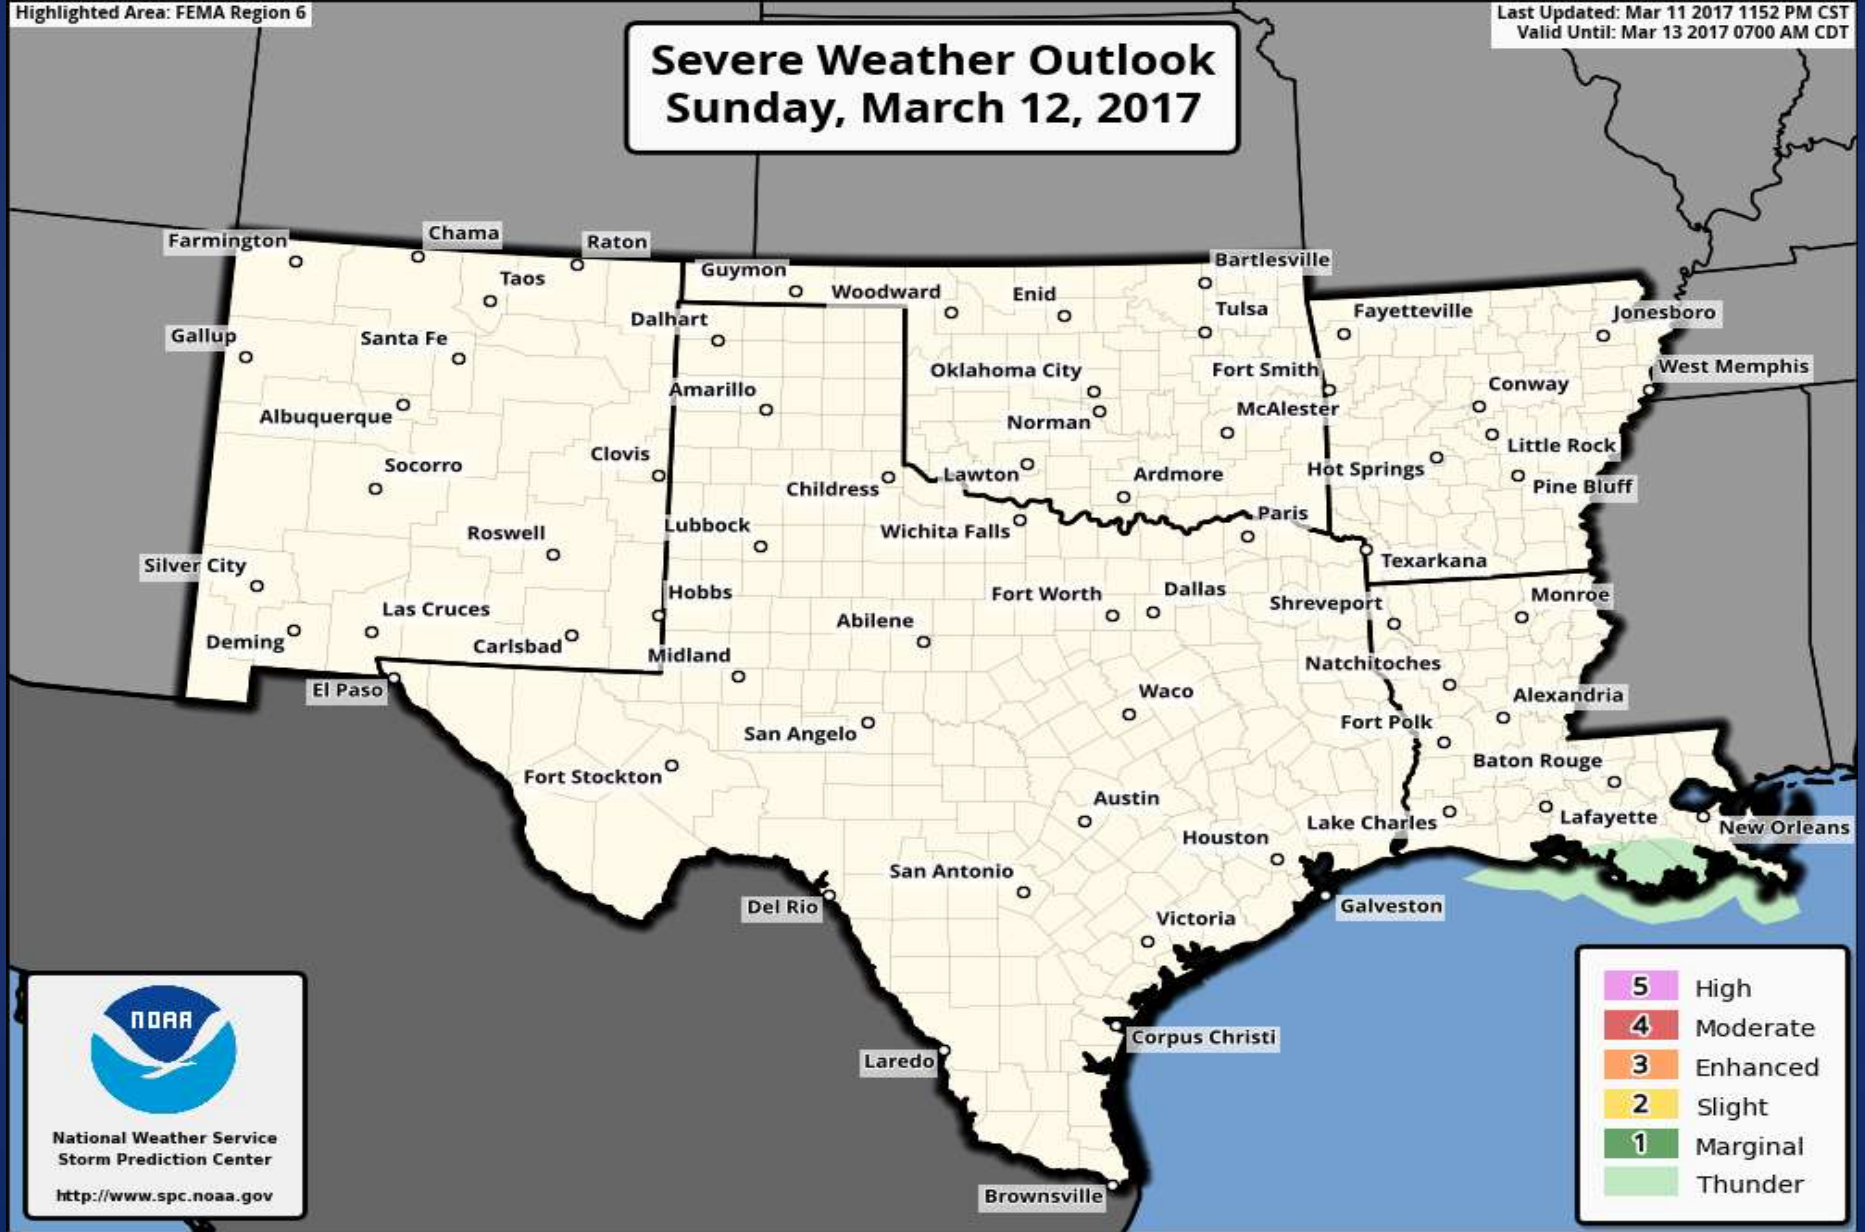 Highlighted Area: FEMA Region 6
Last Updated: Mar 11 2017 1152 PM CST
Valid Until: Mar 13 2017 0700 AM CDT
Severe Weather Outlook
Sunday, March 12, 2017
Farmington
Chama
Raton
Taos
Guymon
Woodward
Enid
Bartlesville
Tulsa
Fayetteville
Jonesboro
Gallup
Santa Fe
Dalhart
Oklahoma City
Fort Smith
West Memphis
Albuquerque
Amarillo
Norman
McAlester
Conway
Little Rock
Socorro
Clovis
Childress
Lawton
Ardmore
Hot Springs
Pine Bluff
Roswell
Lubbock
Wichita Falls
Paris
Texarkana
Silver City
Las Cruces
Hobbs
Abilene
Fort Worth
Dallas
Shreveport
Monroe
Deming
Carlsbad
Midland
Natchitoches
El Paso
San Angelo
Waco
Fort Polk
Alexandria
Fort Stockton
Austin
Baton Rouge
Houston
Lake Charles
Lafayette
New Orleans
San Antonio
Del Rio
Victoria
Galveston
Corpus Christi
Laredo
Brownsville
NOAA
National Weather Service
Storm Prediction Center
http://www.spc.noaa.gov
5 High
4 Moderate
3 Enhanced
2 Slight
1 Marginal
Thunder